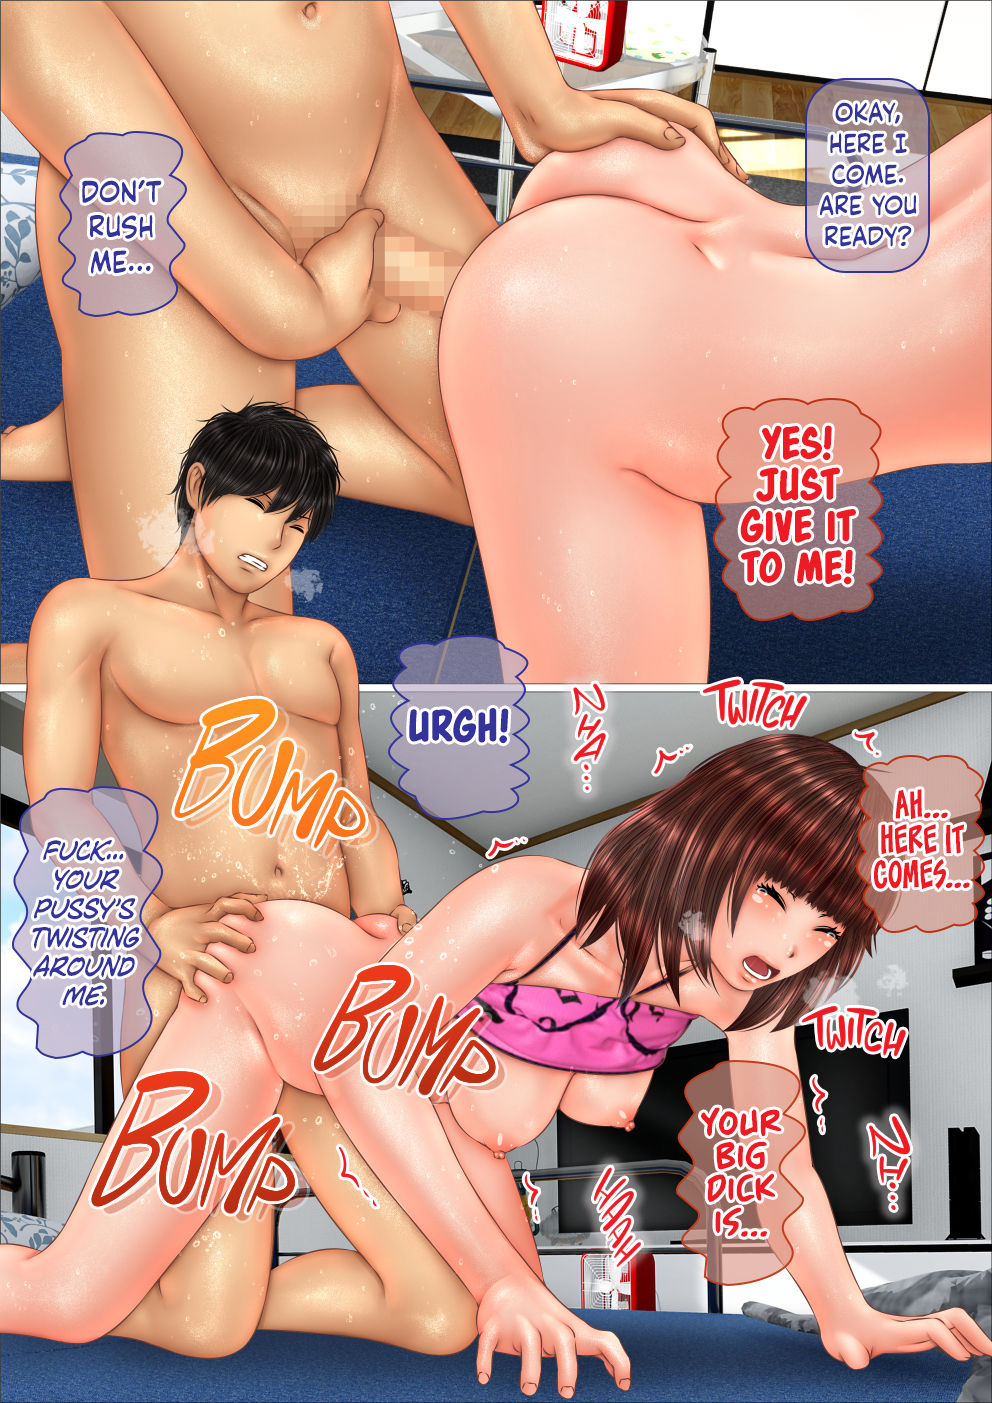 OKAY,
HERE I
COME.
ARE YOU
READY?
DON'T
RUSH
ME...
YES!
JUST
GIVE IT
TO ME!
URGH!
NHA...
TWITCH
BUMP
AH...
HERE IT
COMES...
FUCK...
YOUR
PUSSY'S
TWISTING
AROUND
ME.
BUMP
TWITCH
BUMP
YOUR
BIG
DICK
IS...
N...
HAAH